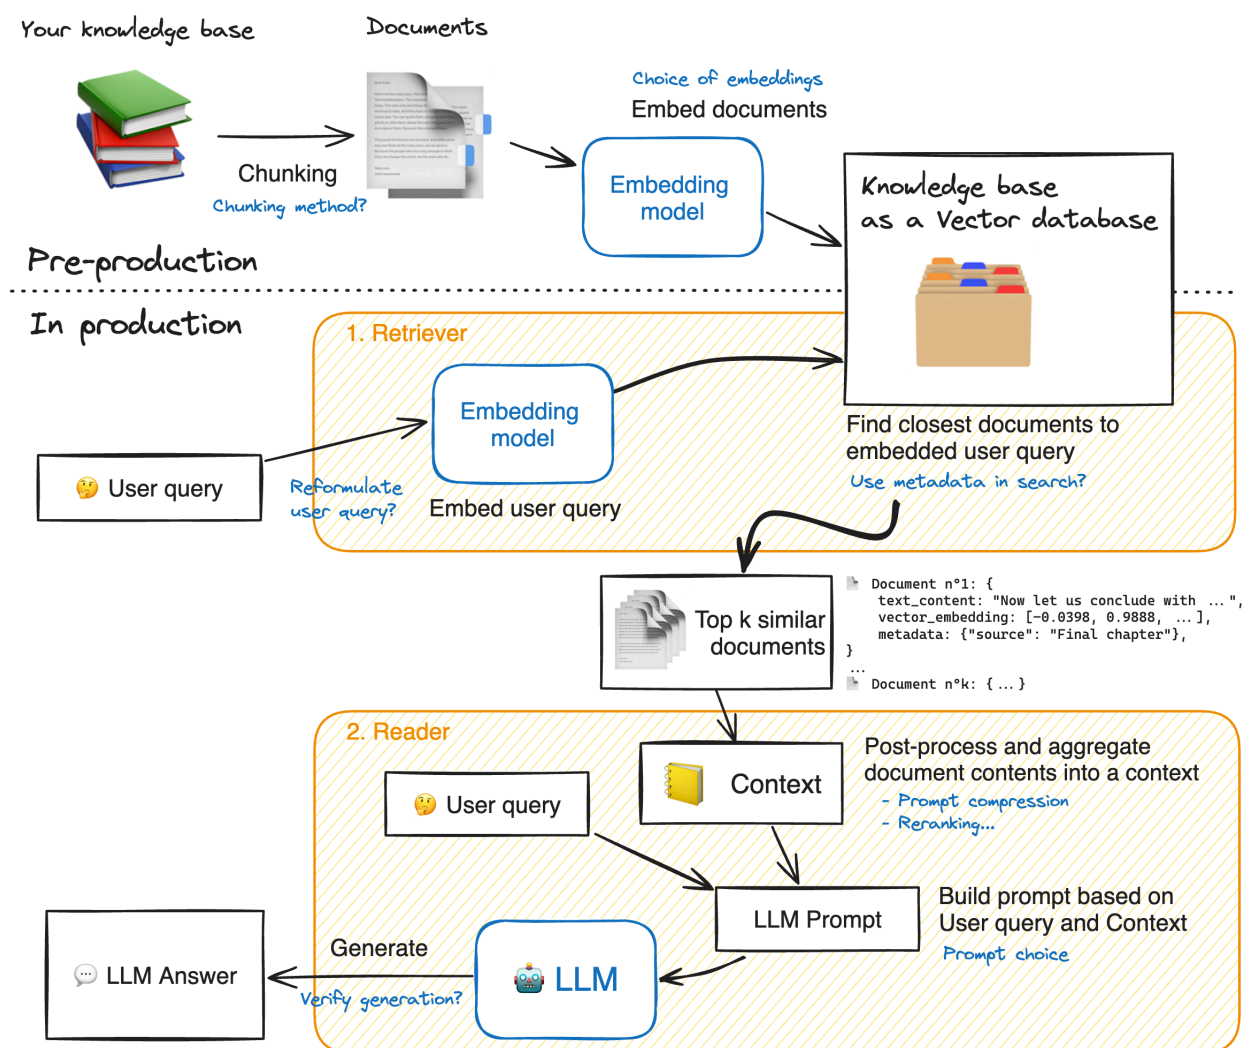 Your knowledge base
Documents
Choice of embeddings
Embed documents
Chunking
Chunking method?
Embedding
model
Knowledge base
as a Vector database
Pre-production
In production
1. Retriever
Embedding
model
🤔 User query
Reformulate
user query?
Embed user query
Find closest documents to
embedded user query
Use metadata in search?
Top k similar
documents
Document n°1: {
text_content: "Now let us conclude with ...",
vector_embedding: [-0.0398, 0.9888, ...],
metadata: {"source": "Final chapter"},
}
...
Document n°k: {...}
2. Reader
Context
Post-process and aggregate
document contents into a context
- Prompt compression
- Reranking...
🤔 User query
LLM Prompt
Build prompt based on
User query and Context
Prompt choice
🤖 LLM
Generate
Verify generation?
💬 LLM Answer